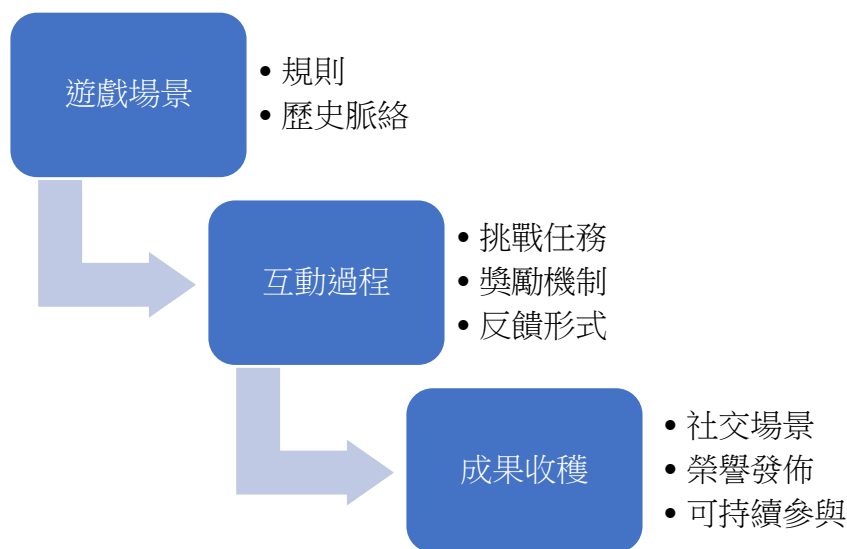 遊戲場景
• 規則
• 歷史脈絡
互動過程
• 挑戰任務
• 獎勵機制
• 反饋形式
成果收穫
• 社交場景
• 榮譽發佈
• 可持續參與